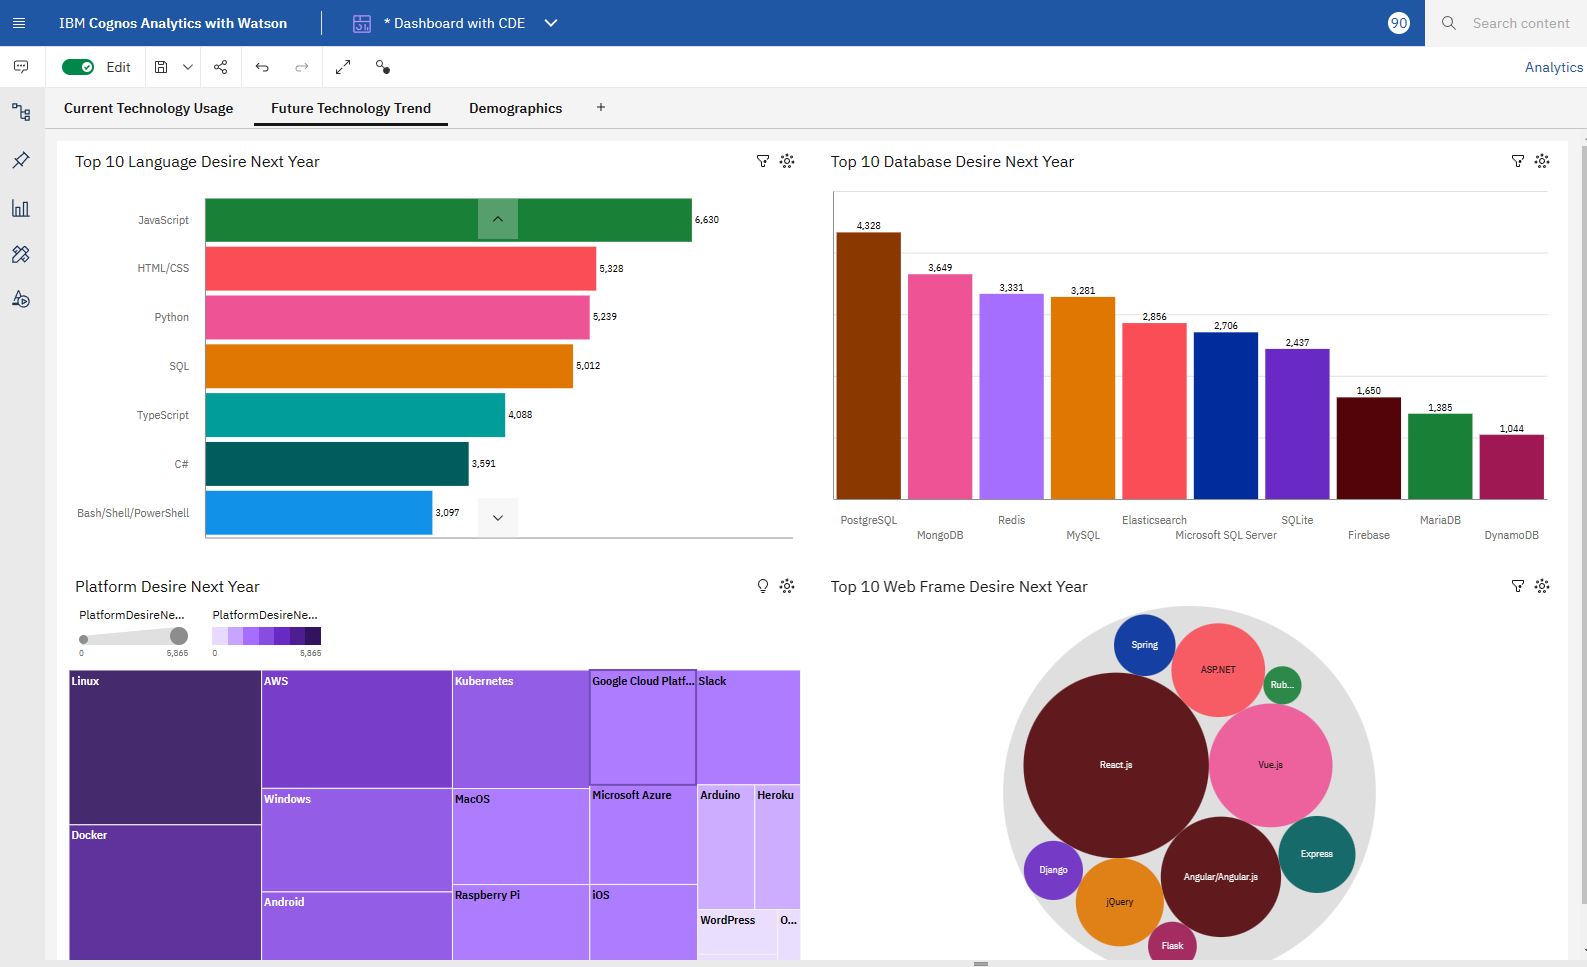 IBM Cognos Analytics with Watson
* Dashboard with CDE
90
Search content
Edit
Analytics
Current Technology Usage
Future Technology Trend
Demographics
+
Top 10 Language Desire Next Year
JavaScript
6,630
HTML/CSS
5,328
Python
5,239
SQL
5,012
TypeScript
4,088
C#
3,591
Bash/Shell/PowerShell
3,097
Top 10 Database Desire Next Year
4,328
3,649
3,331
3,281
2,856
2,706
2,437
1,650
1,385
1,044
PostgreSQL
MongoDB
Redis
MySQL
Elasticsearch
Microsoft SQL Server
SQLite
Firebase
MariaDB
DynamoDB
Platform Desire Next Year
PlatformDesireNe...
0
5,865
PlatformDesireNe...
0
5,865
Linux
AWS
Kubernetes
Google Cloud Platf...
Slack
Windows
MacOS
Microsoft Azure
Arduino
Heroku
Docker
Android
Raspberry Pi
iOS
WordPress
O...
Top 10 Web Frame Desire Next Year
Spring
ASP.NET
Rub...
React.js
Vue.js
Express
Django
Angular/Angular.js
jQuery
Flask